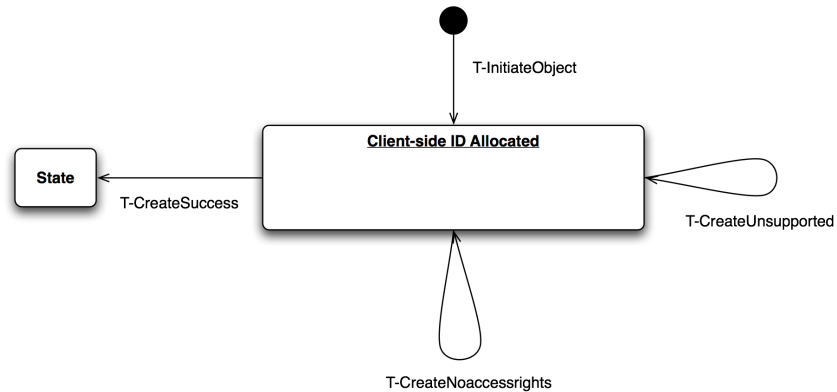 T-InitiateObject
Client-side ID Allocated
State
T-CreateSuccess
T-CreateUnsupported
T-CreateNoaccessrights